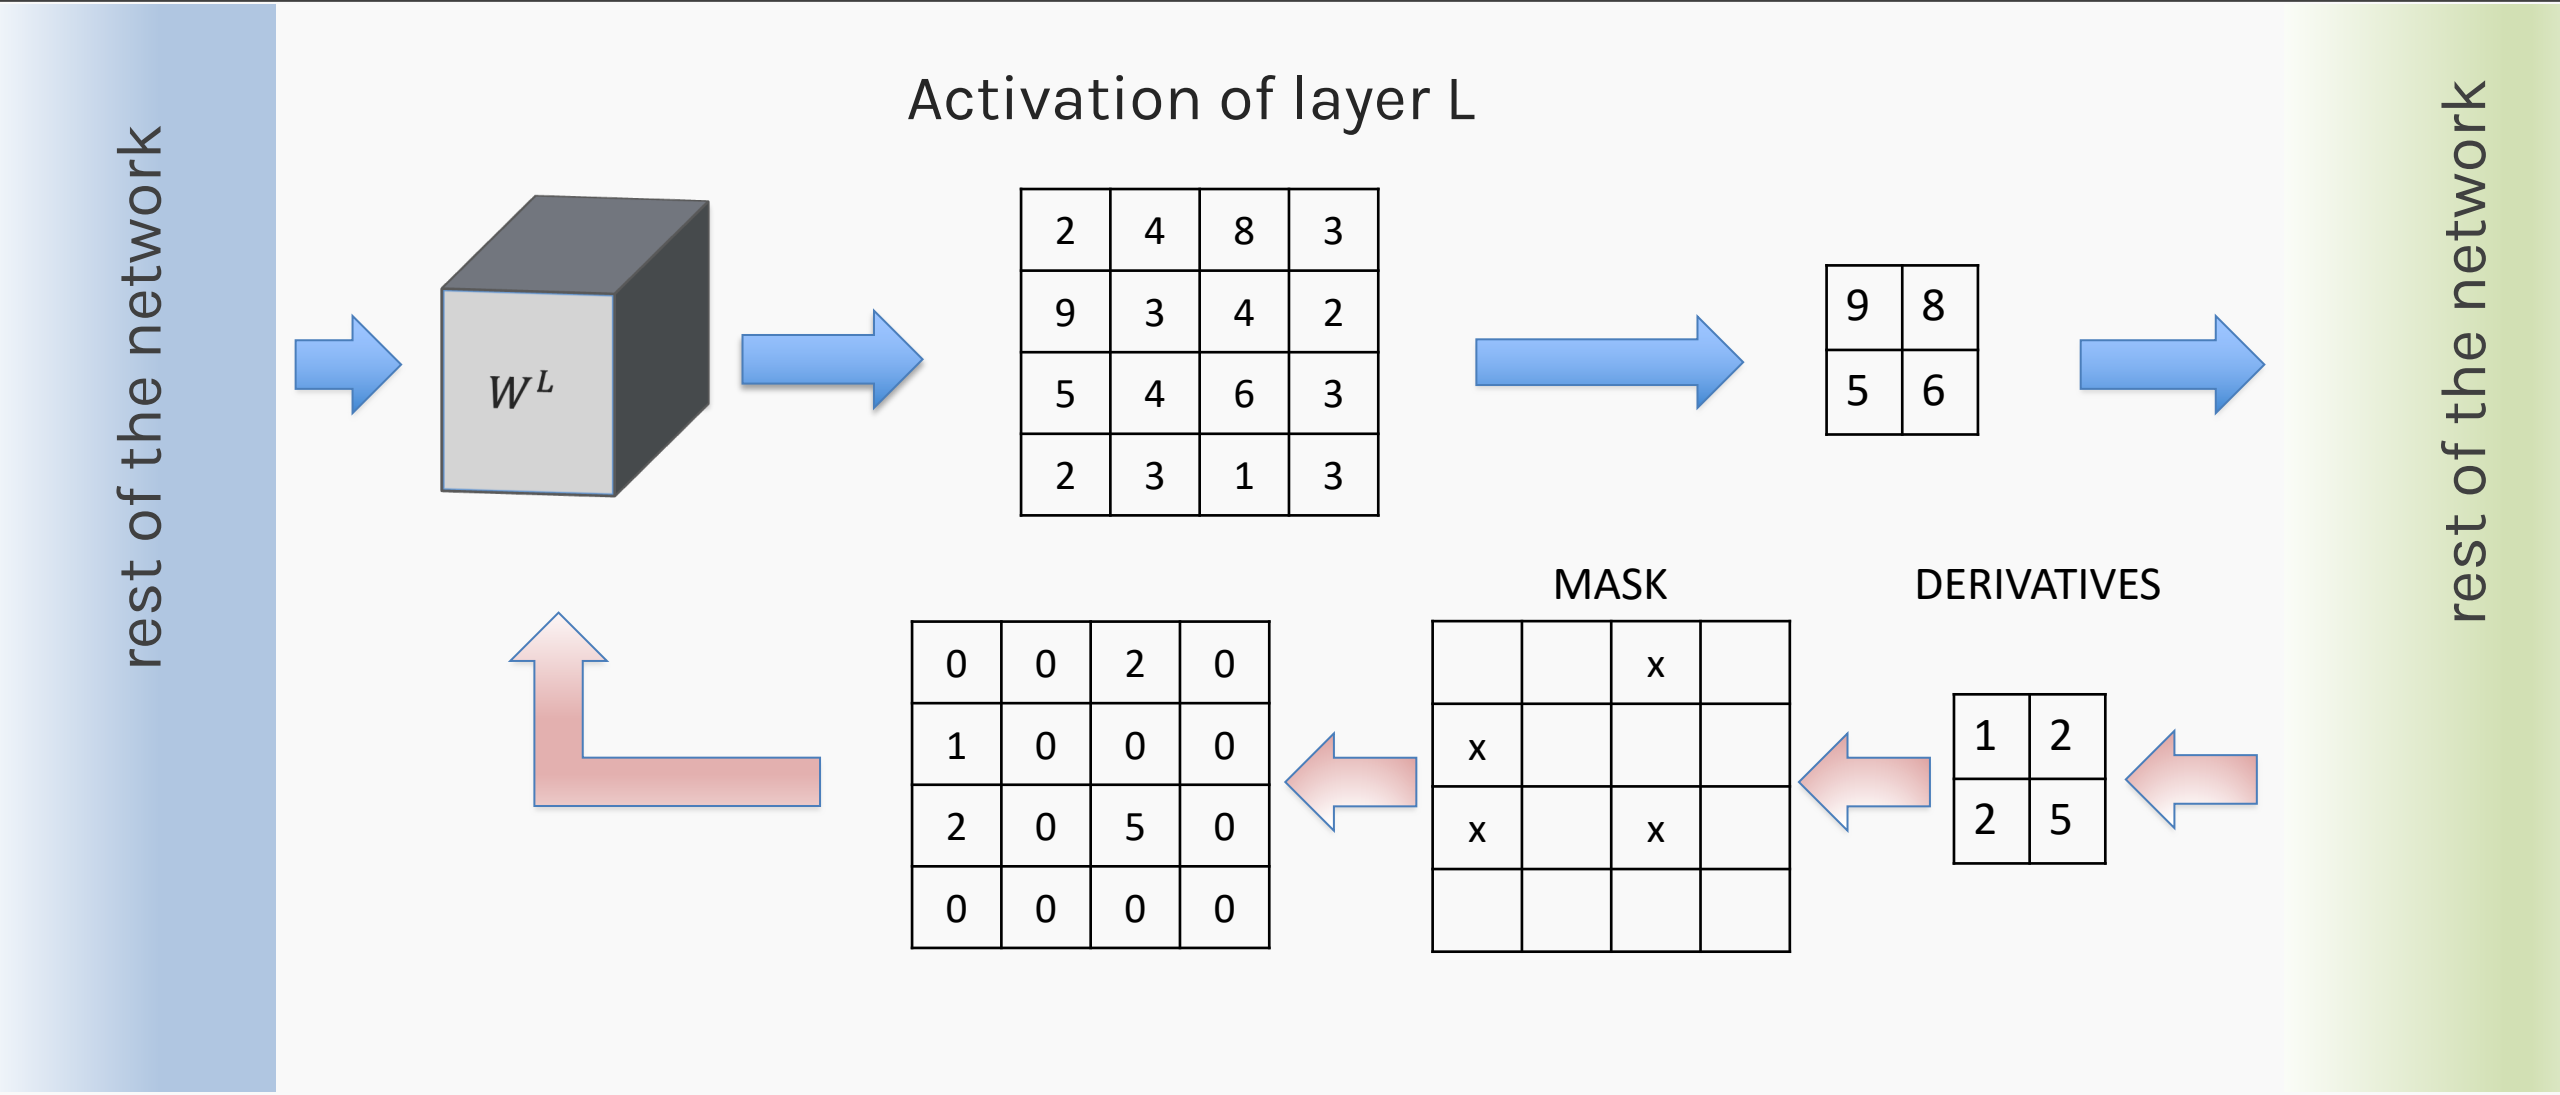 rest of the network
Activation of layer L
W^L
2 4 8 3
9 3 4 2
5 4 6 3
2 3 1 3
9 8
5 6
rest of the network
MASK
DERIVATIVES
0 0 2 0
1 0 0 0
2 0 5 0
0 0 0 0
x
x
x x
1 2
2 5